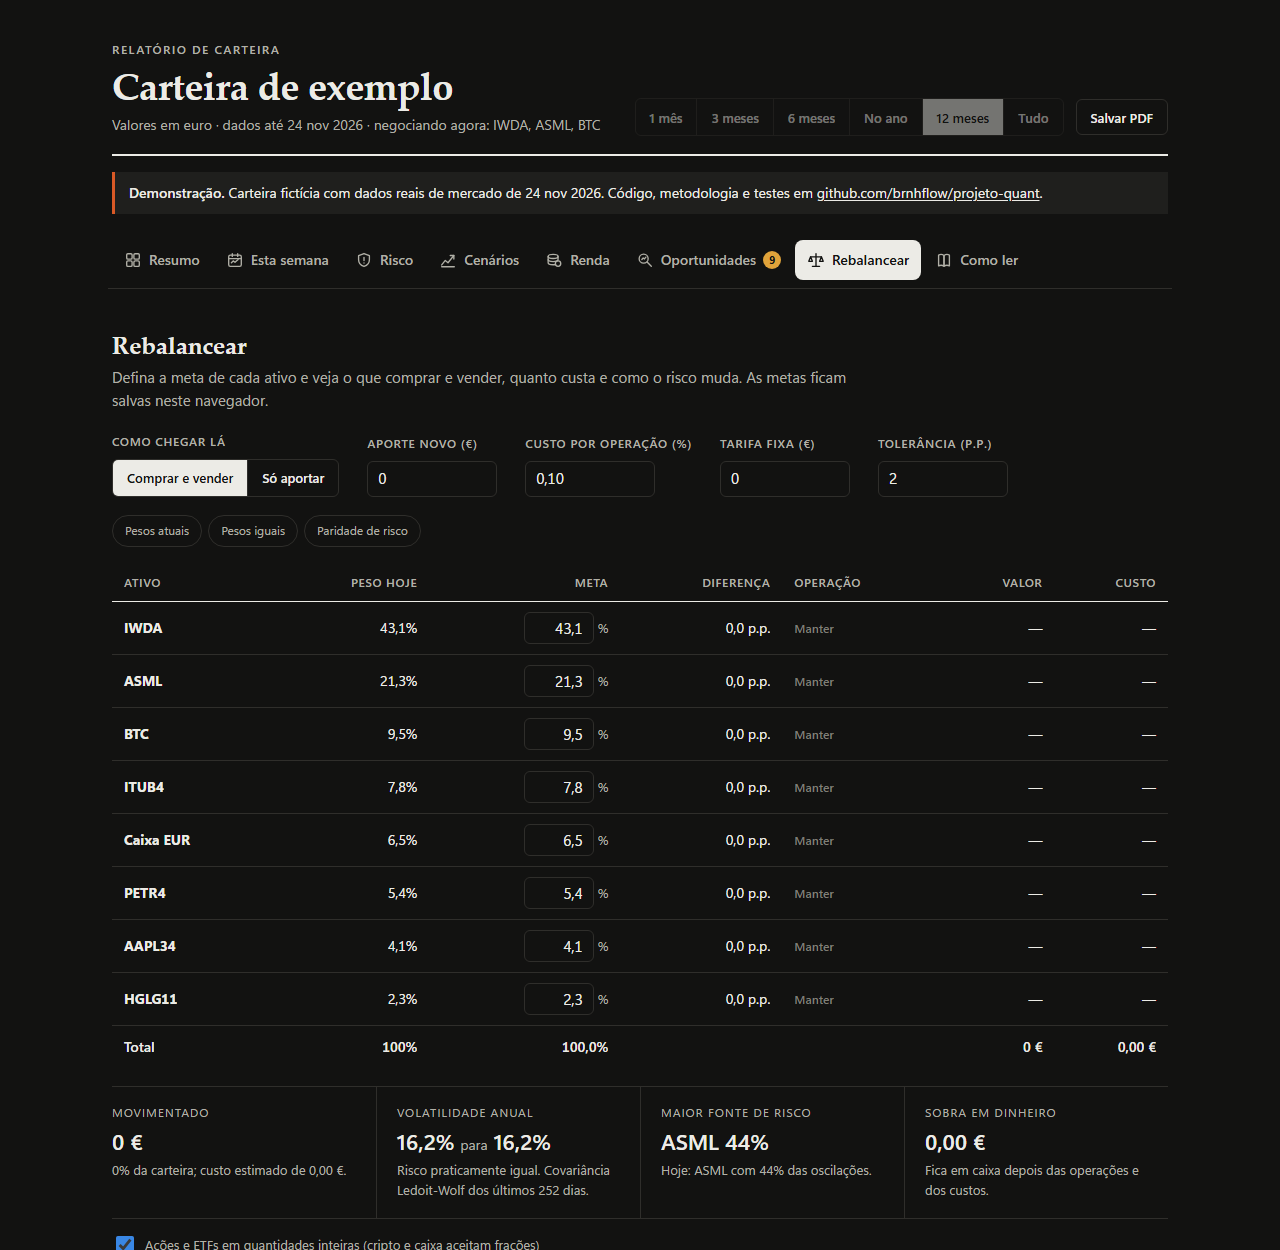 RELATÓRIO DE CARTEIRA
Carteira de exemplo
Valores em euro · dados até 24 nov 2026 · negociando agora: IWDA, ASML, BTC
1 mês 3 meses 6 meses No ano 12 meses Tudo Salvar PDF
Demonstração. Carteira fictícia com dados reais de mercado de 24 nov 2026. Código, metodologia e testes em github.com/brnhflow/projeto-quant.
Resumo Esta semana Risco Cenários Renda Oportunidades 9 Rebalancear Como ler
Rebalancear
Defina a meta de cada ativo e veja o que comprar e vender, quanto custa e como o risco muda. As metas ficam
salvas neste navegador.
COMO CHEGAR LÁ APORTE NOVO (€) CUSTO POR OPERAÇÃO (%) TARIFA FIXA (€) TOLERÂNCIA (P.P.)
Comprar e vender Só aportar 0 0,10 0 2
Pesos atuais Pesos iguais Paridade de risco
ATIVO PESO HOJE META DIFERENÇA OPERAÇÃO VALOR CUSTO
IWDA 43,1% 43,1 % 0,0 p.p. Manter — —
ASML 21,3% 21,3 % 0,0 p.p. Manter — —
BTC 9,5% 9,5 % 0,0 p.p. Manter — —
ITUB4 7,8% 7,8 % 0,0 p.p. Manter — —
Caixa EUR 6,5% 6,5 % 0,0 p.p. Manter — —
PETR4 5,4% 5,4 % 0,0 p.p. Manter — —
AAPL34 4,1% 4,1 % 0,0 p.p. Manter — —
HGLG11 2,3% 2,3 % 0,0 p.p. Manter — —
Total 100% 100,0% 0 € 0,00 €
MOVIMENTADO
0 €
0% da carteira; custo estimado de 0,00 €.
VOLATILIDADE ANUAL
16,2% para 16,2%
Risco praticamente igual. Covariância
Ledoit-Wolf dos últimos 252 dias.
MAIOR FONTE DE RISCO
ASML 44%
Hoje: ASML com 44% das oscilações.
SOBRA EM DINHEIRO
0,00 €
Fica em caixa depois das operações e
dos custos.
Ações e ETFs em quantidades inteiras (cripto e caixa aceitam frações)